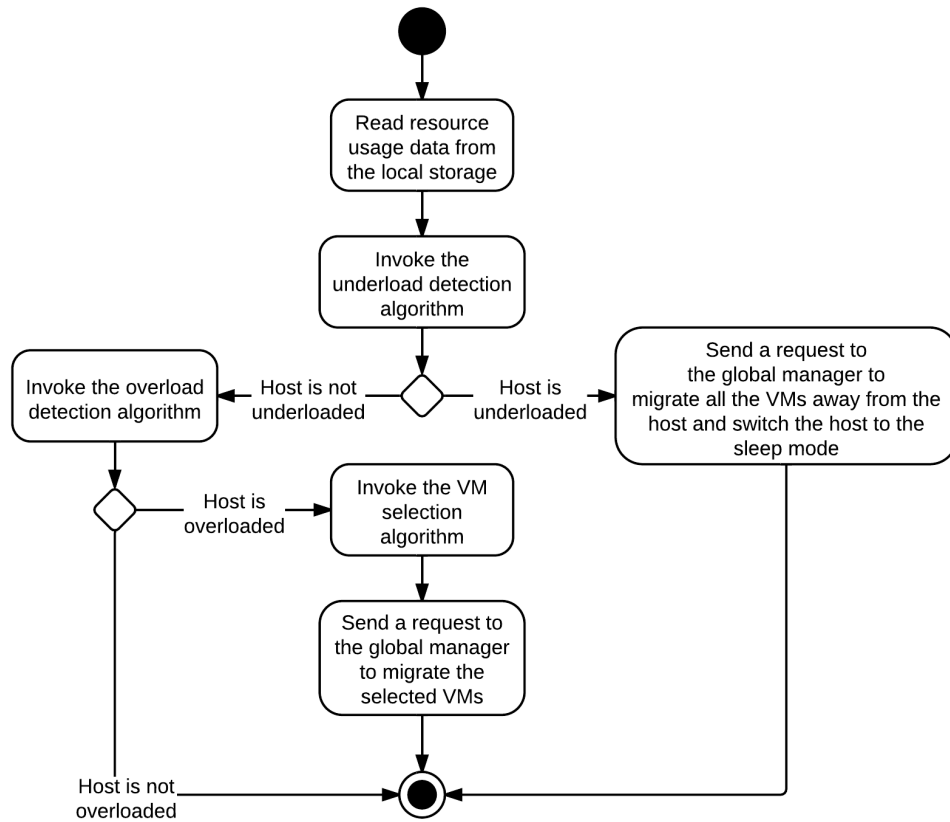 Read resource
usage data from
the local storage
Invoke the
underload detection
algorithm
Host is not
underloaded
Host is
underloaded
Send a request to
the global manager to
migrate all the VMs away from the
host and switch the host to the
sleep mode
Invoke the overload
detection algorithm
Host is
overloaded
Invoke the VM
selection
algorithm
Send a request to
the global manager
to migrate the
selected VMs
Host is not
overloaded